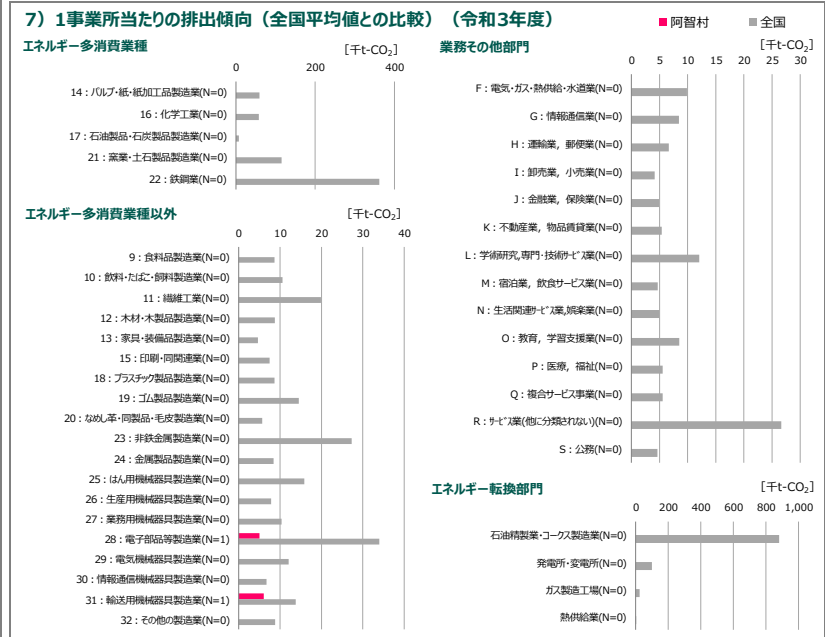 7）1事業所当たりの排出傾向（全国平均値との比較）（令和3年度）
阿智村
全国
エネルギー多消費業種
［千t-CO₂］
0 200 400
14：パルプ・紙・紙加工品製造業(N=0)
16：化学工業(N=0)
17：石油製品・石炭製品製造業(N=0)
21：窯業・土石製品製造業(N=0)
22：鉄鋼業(N=0)
エネルギー多消費業種以外
［千t-CO₂］
0 10 20 30 40
9：食料品製造業(N=0)
10：飲料・たばこ・飼料製造業(N=0)
11：繊維工業(N=0)
12：木材・木製品製造業(N=0)
13：家具・装備品製造業(N=0)
15：印刷・同関連業(N=0)
18：プラスチック製品製造業(N=0)
19：ゴム製品製造業(N=0)
20：なめし革・同製品・毛皮製造業(N=0)
23：非鉄金属製造業(N=0)
24：金属製品製造業(N=0)
25：はん用機械器具製造業(N=0)
26：生産用機械器具製造業(N=0)
27：業務用機械器具製造業(N=0)
28：電子部品等製造業(N=1)
29：電気機械器具製造業(N=0)
30：情報通信機械器具製造業(N=0)
31：輸送用機械器具製造業(N=1)
32：その他の製造業(N=0)
業務その他部門
［千t-CO₂］
0 5 10 15 20 25 30
F：電気・ガス・熱供給・水道業(N=0)
G：情報通信業(N=0)
H：運輸業，郵便業(N=0)
I：卸売業，小売業(N=0)
J：金融業，保険業(N=0)
K：不動産業，物品賃貸業(N=0)
L：学術研究,専門・技術ｻｰﾋﾞｽ業(N=0)
M：宿泊業，飲食サービス業(N=0)
N：生活関連ｻｰﾋﾞｽ業,娯楽業(N=0)
O：教育，学習支援業(N=0)
P：医療，福祉(N=0)
Q：複合サービス事業(N=0)
R：ｻｰﾋﾞｽ業(他に分類されない)(N=0)
S：公務(N=0)
エネルギー転換部門
［千t-CO₂］
0 200 400 600 800 1,000
石油精製業・コークス製造業(N=0)
発電所・変電所(N=0)
ガス製造工場(N=0)
熱供給業(N=0)